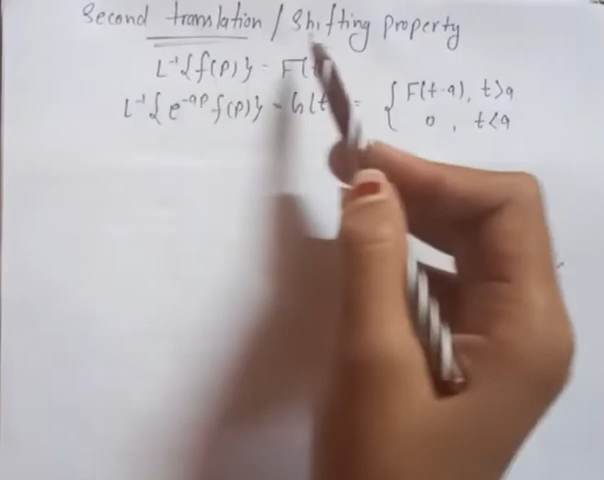 Second translation / Shifting Property
L⁻¹{f(p)} = F(t
L⁻¹{e^-ap f(p)} = G(t = { F(t-a), t>a
0, t<a